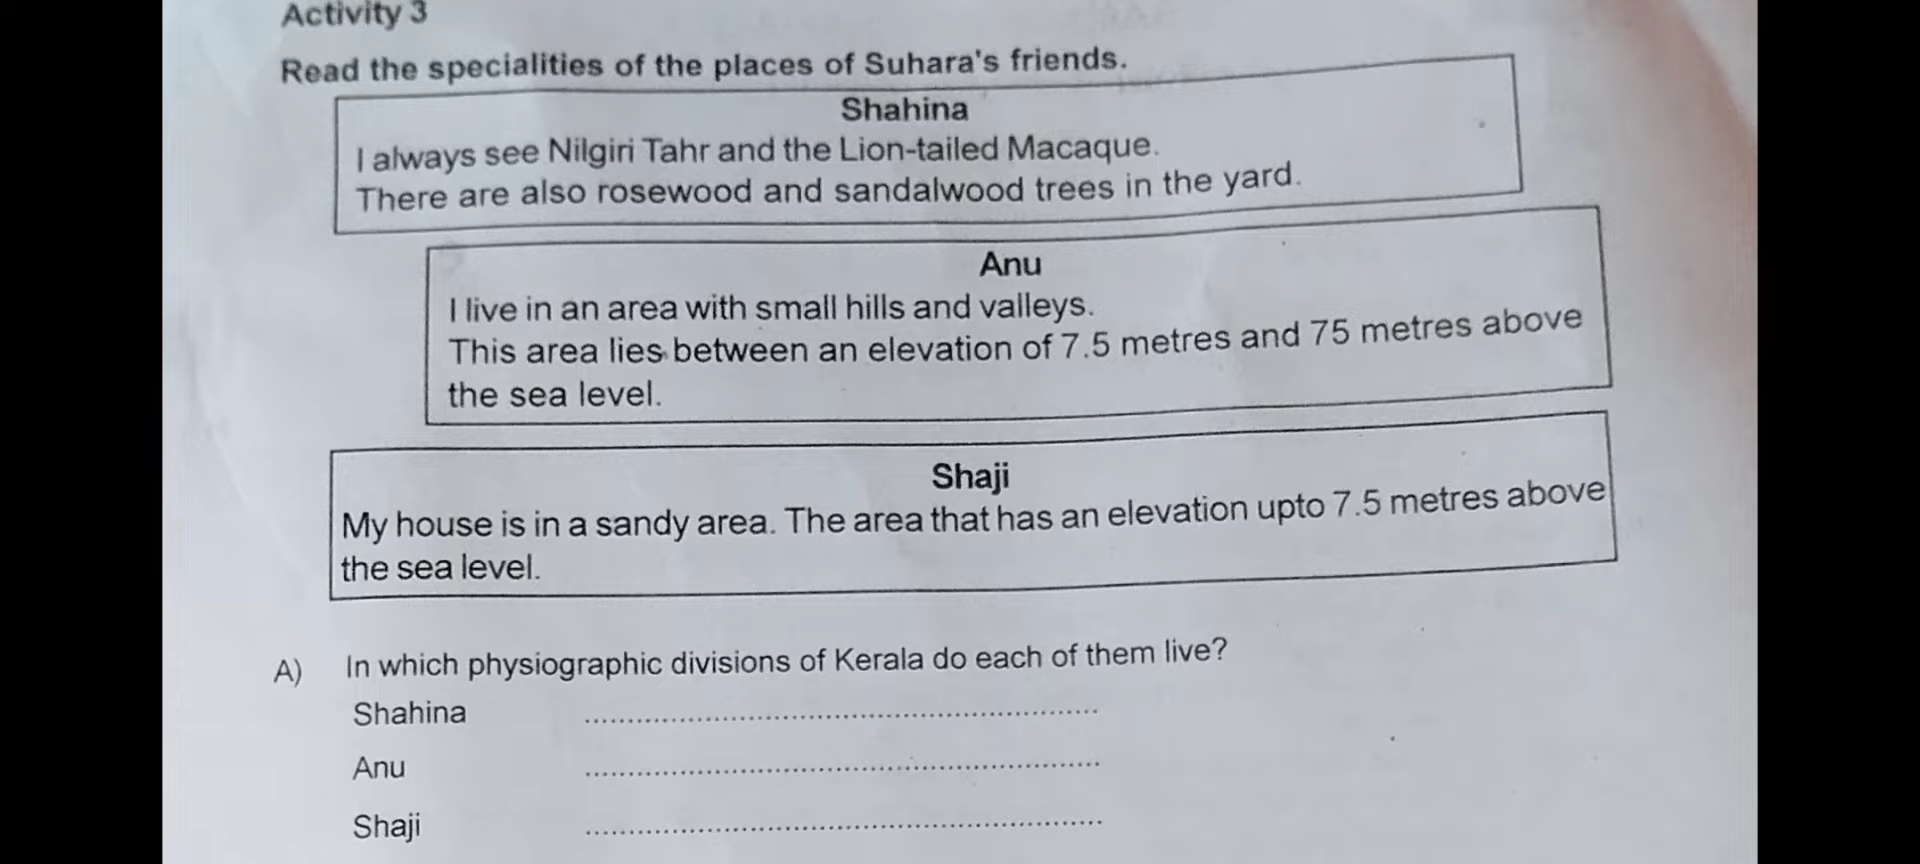 Activity 3
Read the specialities of the places of Suhara's friends.
Shahina
I always see Nilgiri Tahr and the Lion-tailed Macaque.
There are also rosewood and sandalwood trees in the yard.
Anu
I live in an area with small hills and valleys.
This area lies between an elevation of 7.5 metres and 75 metres above
the sea level.
Shaji
My house is in a sandy area. The area that has an elevation upto 7.5 metres above
the sea level.
A) In which physiographic divisions of Kerala do each of them live?
Shahina ................................................................
Anu ................................................................
Shaji ................................................................